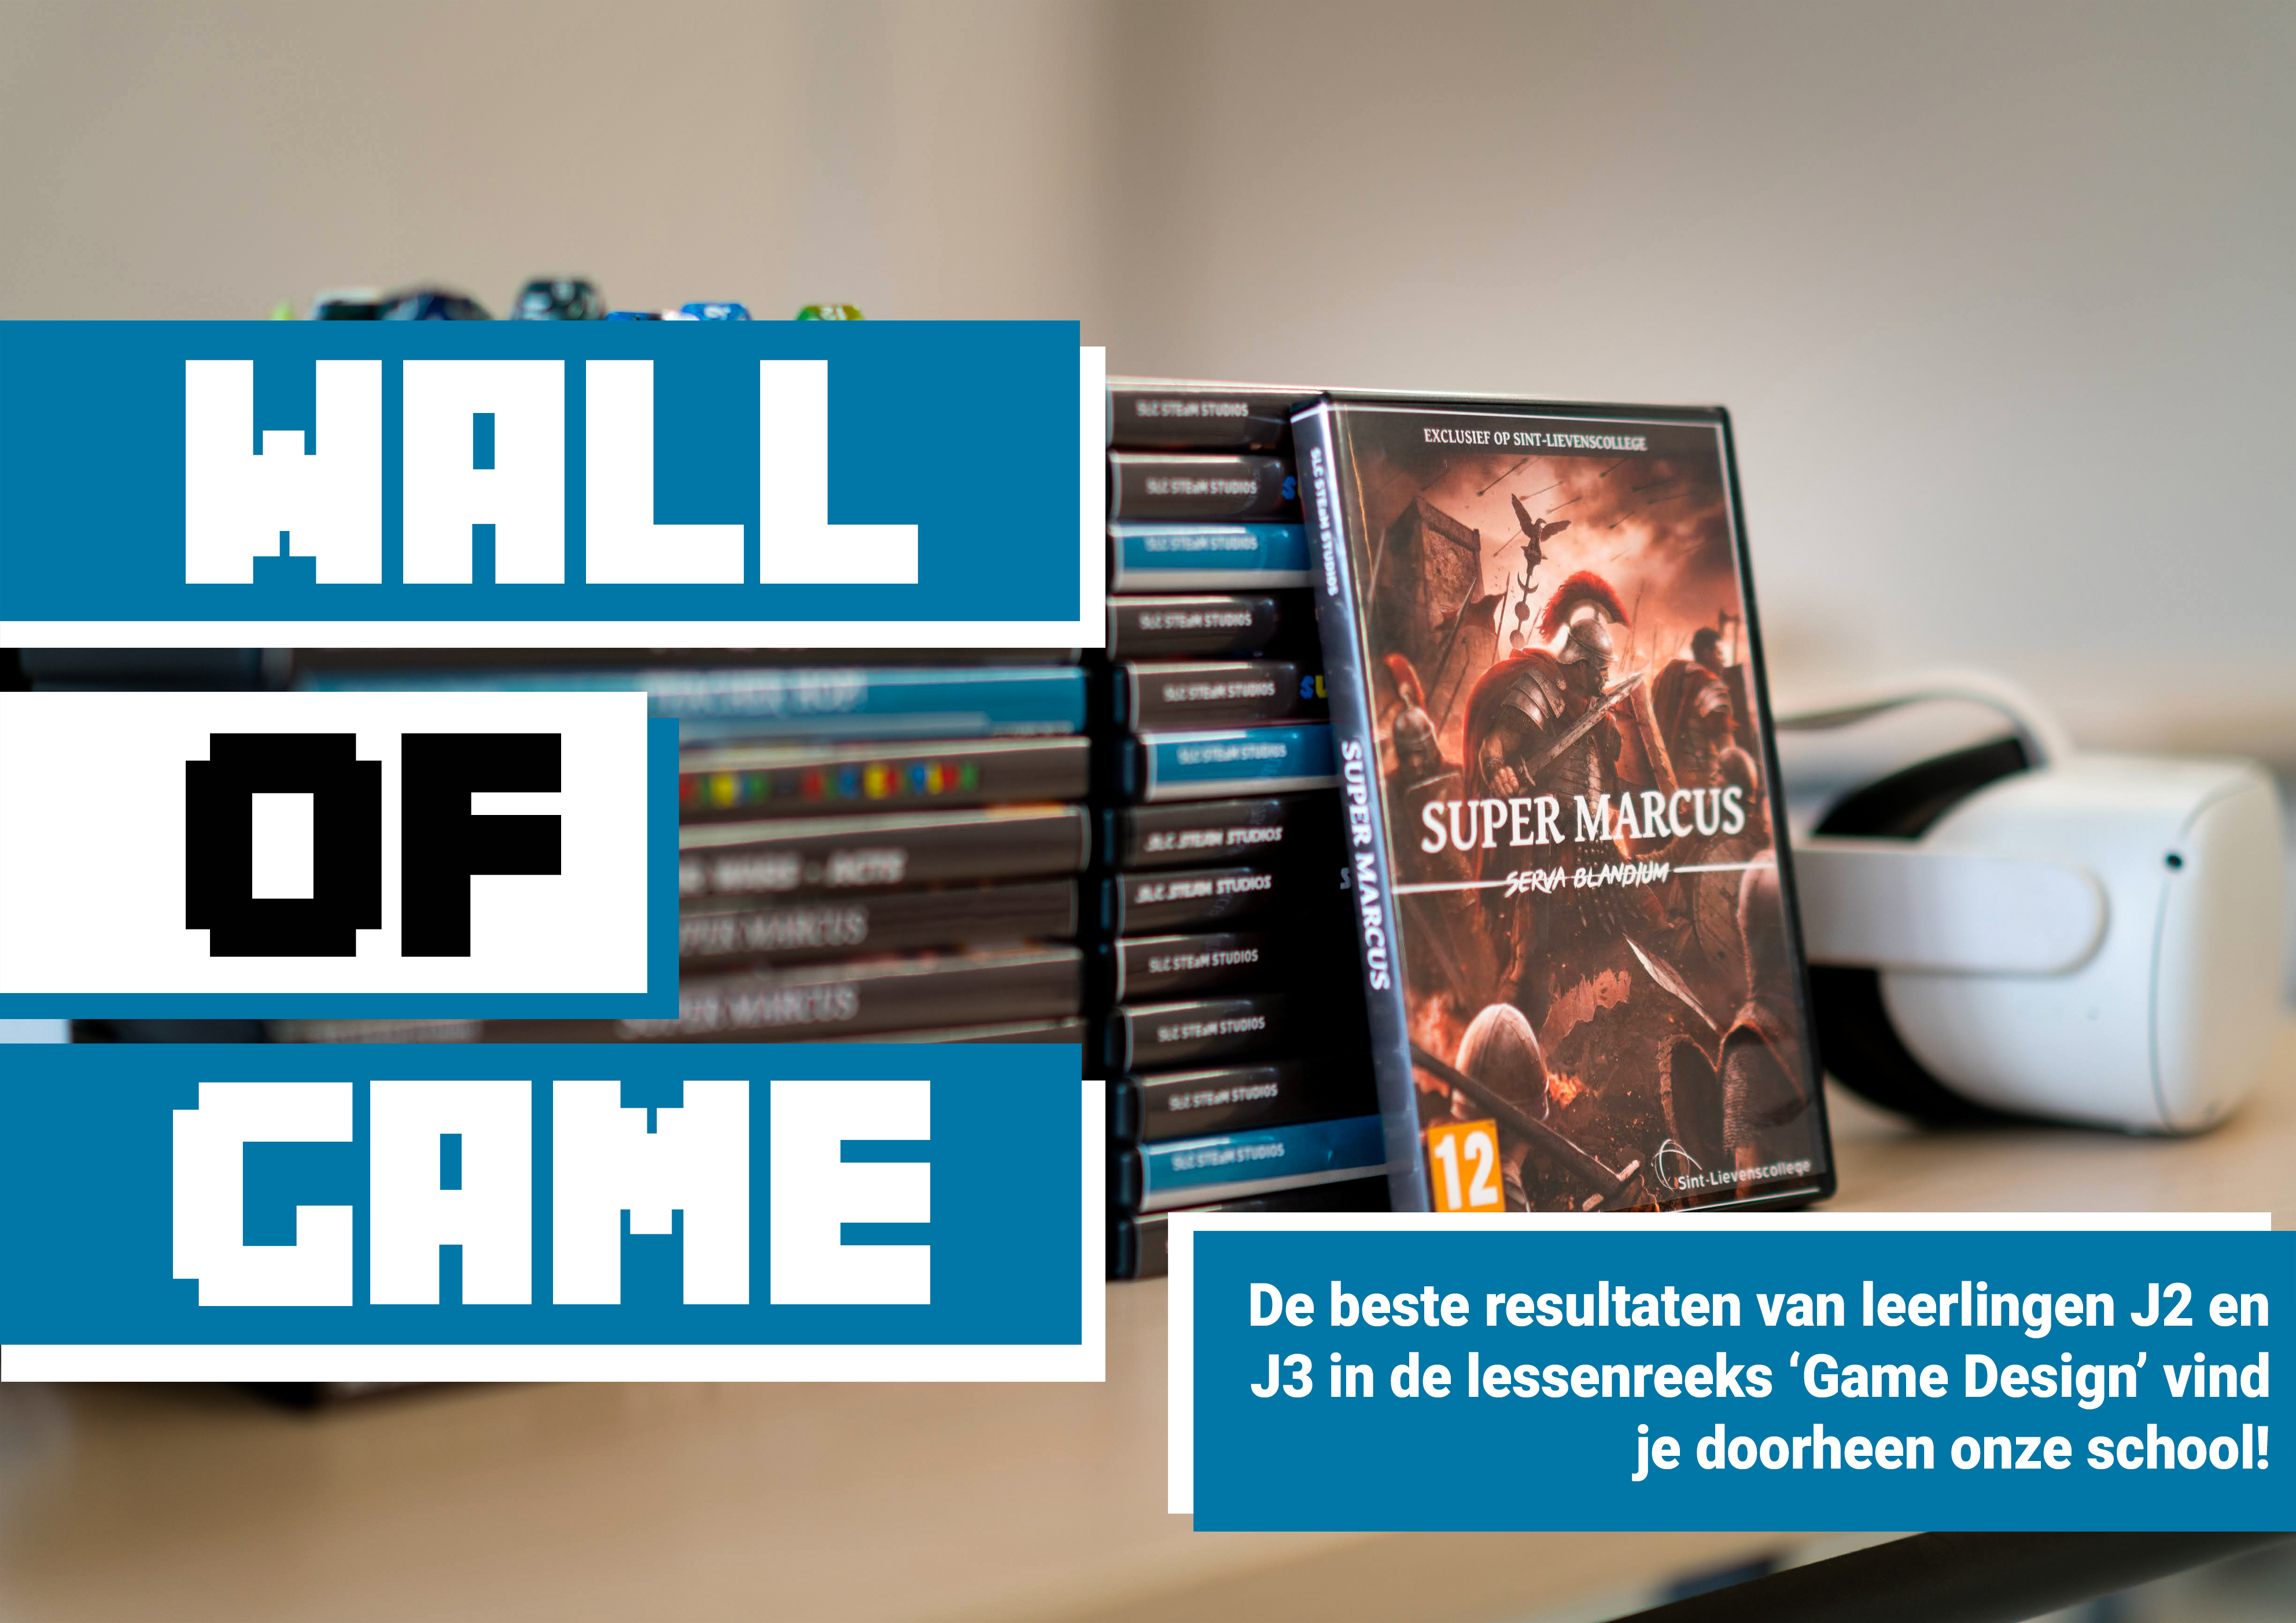 WALL
OF
GAME
SLC STEaM STUDIOS
SLC STEaM STUDIOS
SLC STEaM STUDIOS
SLC STEaM STUDIOS
SLC STEaM STUDIOS
SLC STEaM STUDIOS
SLC STEAM STUDIOS
SLC STEAM STUDIOS
SLC STEaM STUDIOS
SLC STEaM STUDIOS
SLC STEaM STUDIOS
SLC STEaM STUDIOS
MARCUS
MARCUS
SLC STEaM STUDIOS
SUPER MARCUS
EXCLUSIEF OP SINT-LIEVENSCOLLEGE
SUPER MARCUS
SERVA BLANDIUM
12
Sint-Lievenscollege
De beste resultaten van leerlingen J2 en
J3 in de lessenreeks ‘Game Design’ vind
je doorheen onze school!